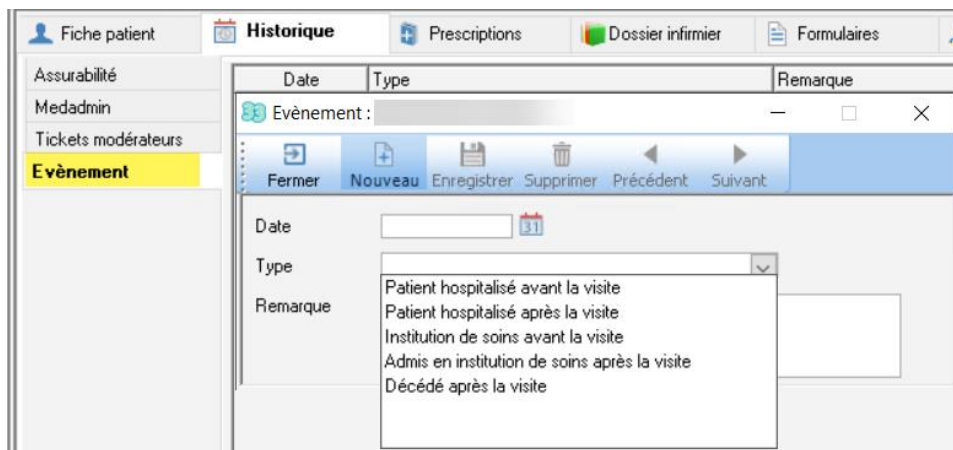 Fiche patient Historique Prescriptions Dossier infirmier Formulaires
Assurabilité
Medadmin
Tickets modérateurs
Evènement
Date Type Remarque
33 Evènement :
Fermer Nouveau Enregistrer Supprimer Précédent Suivant
Date 31
Type
Patient hospitalisé avant la visite
Remarque
Patient hospitalisé après la visite
Institution de soins avant la visite
Admis en institution de soins après la visite
Décédé après la visite